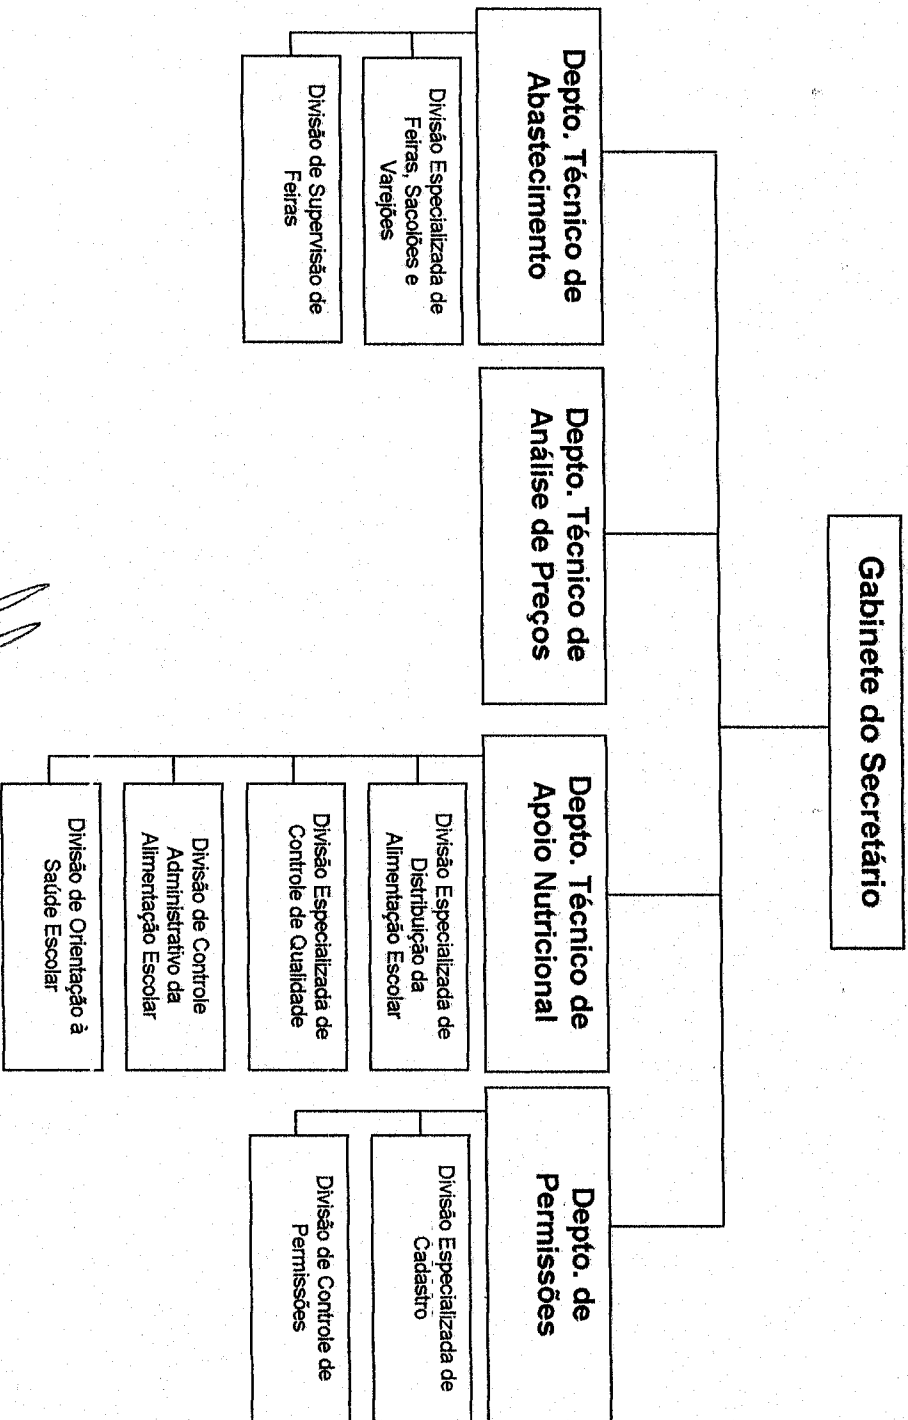 Gabinete do Secretário
Depto. Técnico de
Abastecimento
Divisão Especializada de
Feiras, Sacolões e
Varejões
Divisão de Supervisão de
Feiras
Depto. Técnico de
Análise de Preços
Depto. Técnico de
Apoio Nutricional
Divisão Especializada de
Distribuição da
Alimentação Escolar
Divisão Especializada de
Controle de Qualidade
Divisão de Controle
Administrativo da
Alimentação Escolar
Divisão de Orientação à
Saúde Escolar
Depto. de
Permissões
Divisão Especializada de
Cadastro
Divisão de Controle de
Permissões